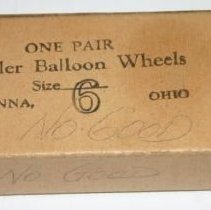 ONE PAIR
ler Balloon Wheels
Size 6
NNA, OHIO
No. Good
No Good